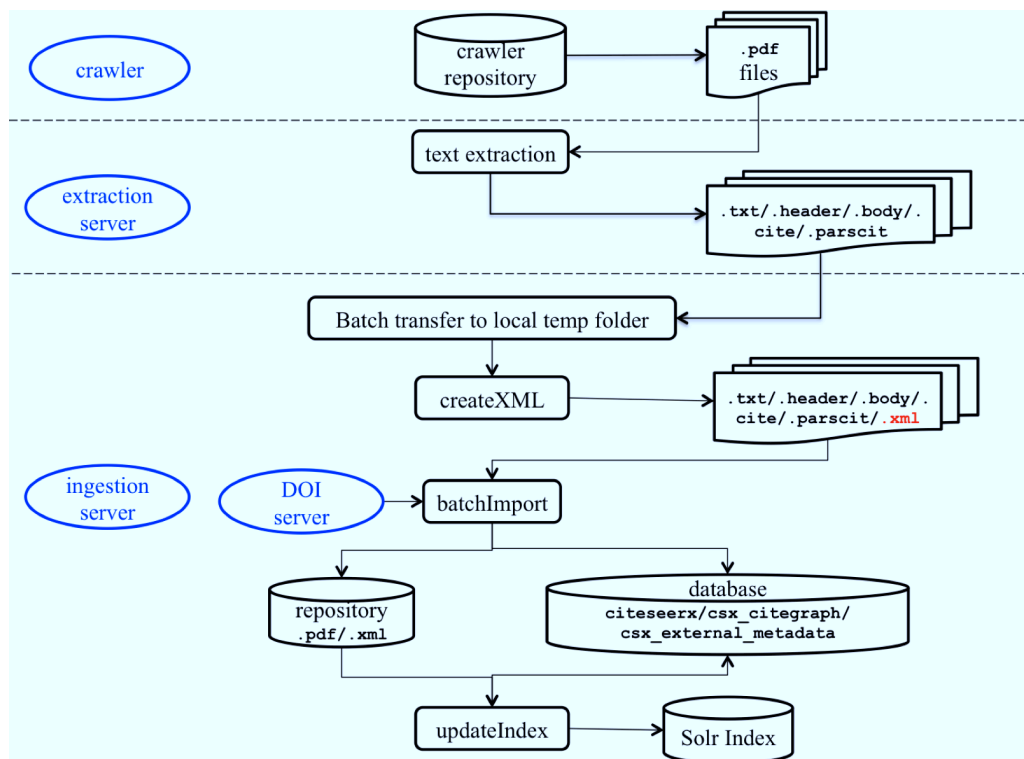 crawler
crawler
repository
.pdf
files
text extraction
extraction
server
.txt/.header/.body/.
cite/.parscit
Batch transfer to local temp folder
createXML
.txt/.header/.body/.
cite/.parscit/.xml
ingestion
server
DOI
server
batchImport
repository
.pdf/.xml
database
citeseerx/csx_citegraph/
csx_external_metadata
updateIndex
Solr Index